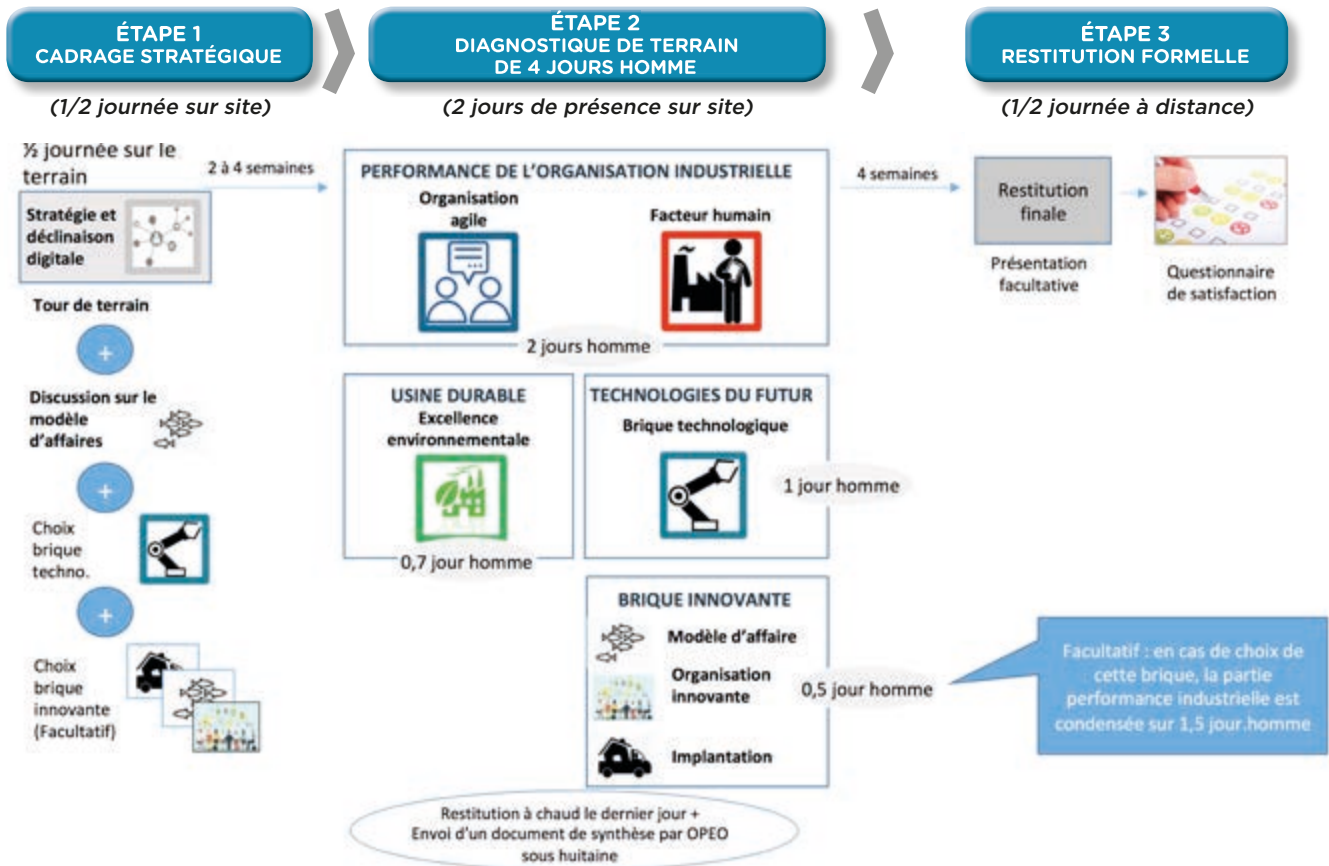 ÉTAPE 1
CADRAGE STRATÉGIQUE
(1/2 journée sur site)
ÉTAPE 2
DIAGNOSTIQUE DE TERRAIN
DE 4 JOURS HOMME
(2 jours de présence sur site)
ÉTAPE 3
RESTITUTION FORMELLE
(1/2 journée à distance)
½ journée sur le
terrain
Stratégie et
déclinaison
digitale
Tour de terrain
+
Discussion sur le
modèle
d'affaires
+
Choix
brique
techno.
+
Choix
brique
innovante
(Facultatif)
2 à 4 semaines
PERFORMANCE DE L'ORGANISATION INDUSTRIELLE
Organisation
agile
Facteur humain
2 jours homme
USINE DURABLE
Excellence
environnementale
0,7 jour homme
TECHNOLOGIES DU FUTUR
Brique technologique
1 jour homme
BRIQUE INNOVANTE
Modèle d'affaire
Organisation
innovante
Implantation
0,5 jour homme
Restitution à chaud le dernier jour +
Envoi d'un document de synthèse par OPEO
sous huitaine
4 semaines
Restitution
finale
Présentation
facultative
Questionnaire
de satisfaction
Facultatif : en cas de choix de
cette brique, la partie
performance industrielle est
condensée sur 1,5 jour.homme